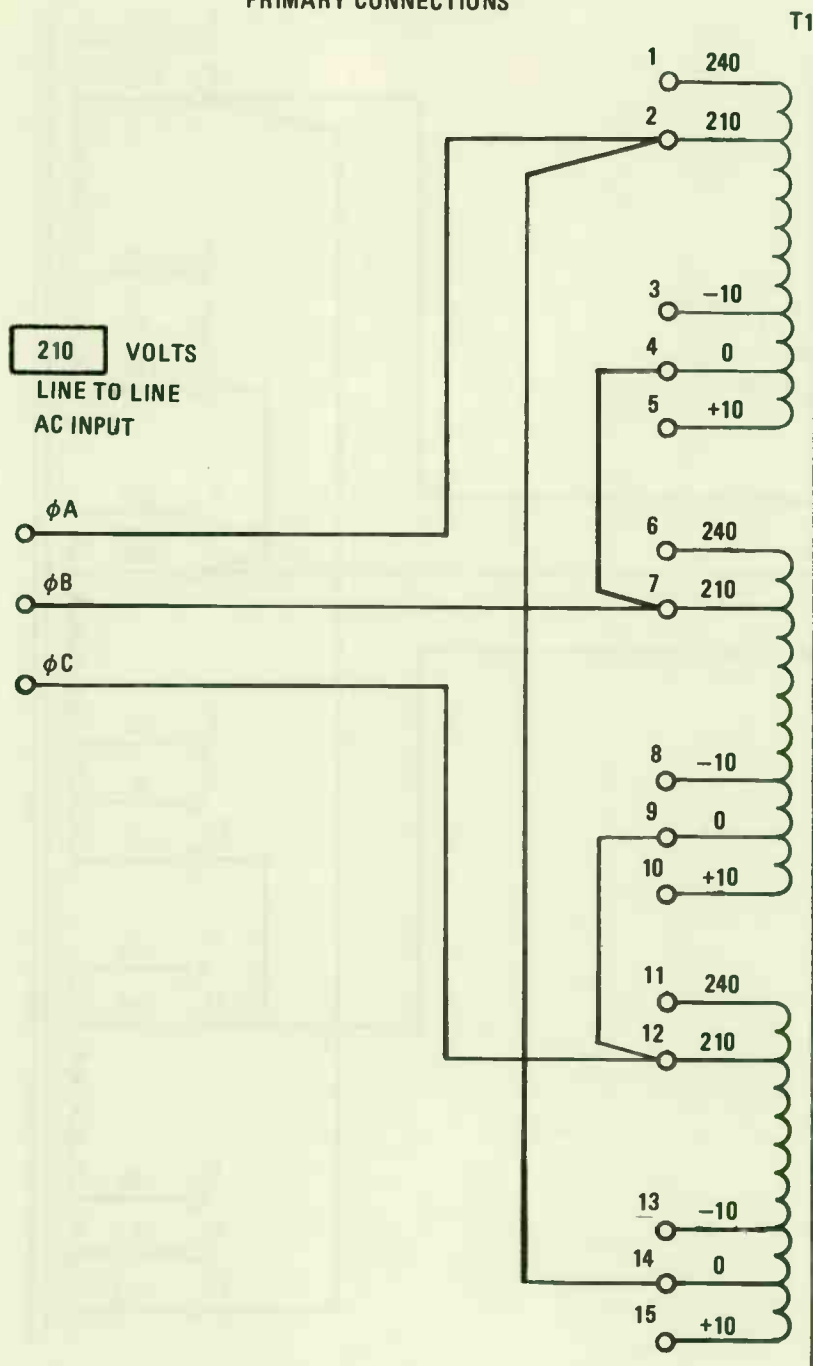 PRIMARY CONNECTIONS
T1
1 240
2 210
3 −10
4 0
5 +10
210 VOLTS
LINE TO LINE
AC INPUT
ϕA
ϕB
ϕC
6 240
7 210
8 −10
9 0
10 +10
11 240
12 210
13 −10
14 0
15 +10